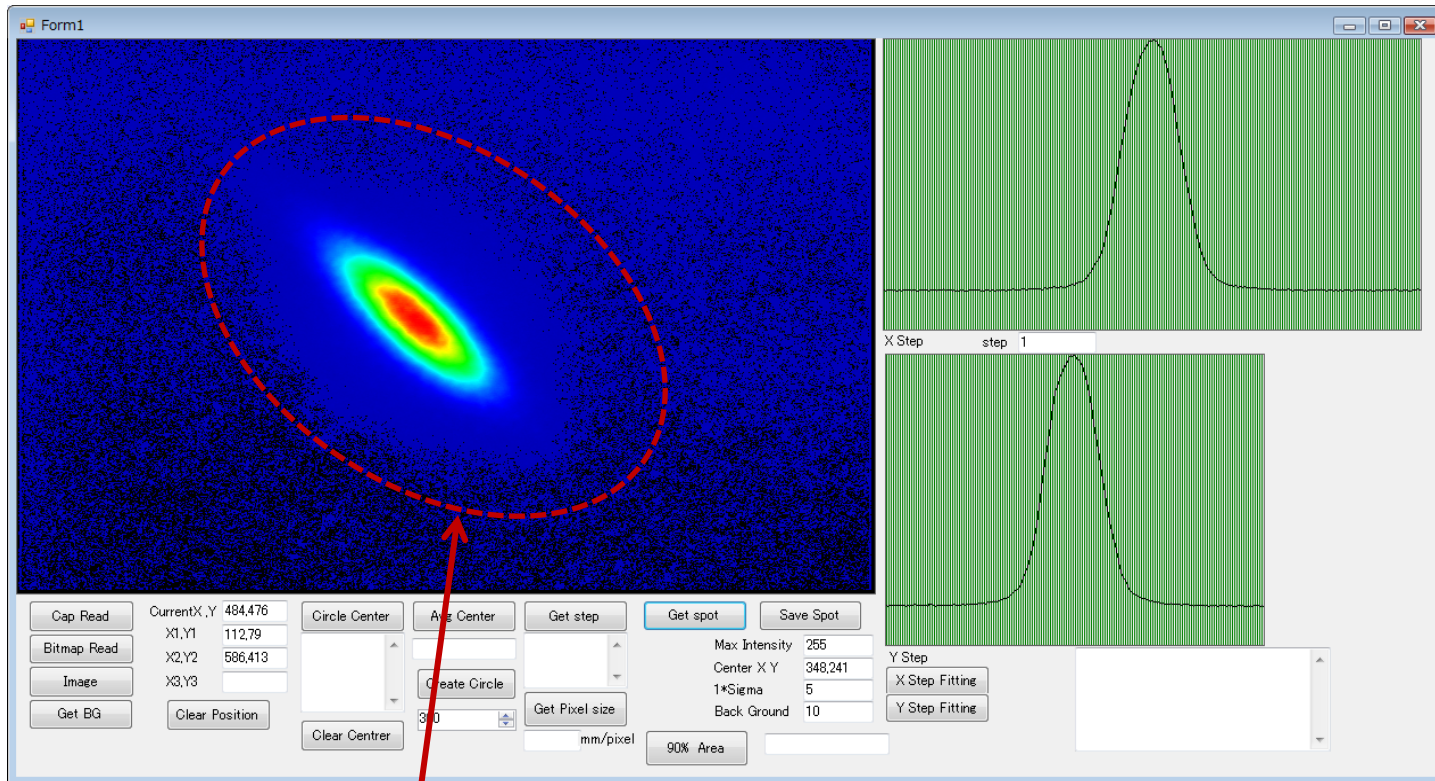 Form1
X Step step 1
Cap Read
Bitmap Read
Image
Get BG
CurrentX ,Y 484,476
X1,Y1 112,79
X2,Y2 586,413
X3,Y3
Clear Position
Circle Center
Clear Centrer
Avg Center
Create Circle
Get step
Get Pixel size
mm/pixel
Get spot
Save Spot
Max Intensity 255
Center X Y 348,241
1*Sigma 5
Back Ground 10
90% Area
Y Step
X Step Fitting
Y Step Fitting